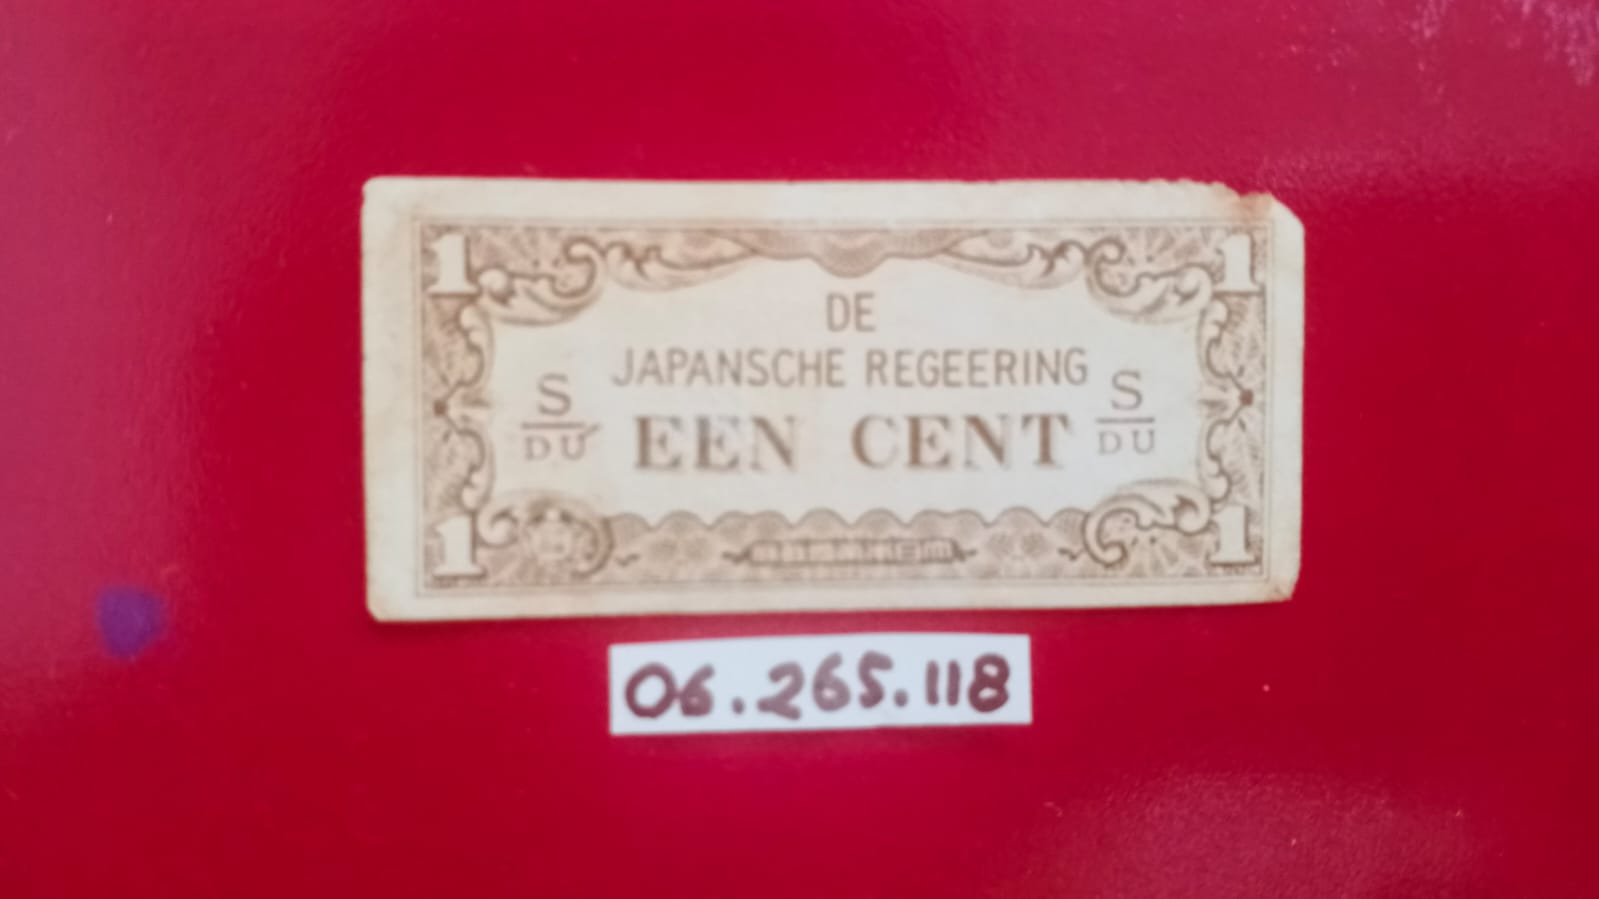 1 1
DE
JAPANSCHE REGEERING
S/DU EEN CENT S/DU
1 1
06.265.118